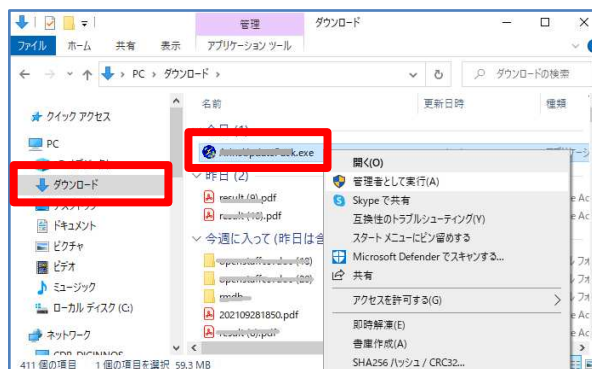 管理
ダウンロード
ファイル
ホーム
共有
表示
アプリケーション ツール
PC
ダウンロード
ダウンロードの検索
クイック アクセス
PC
ダウンロード
ドキュメント
ピクチャ
ビデオ
ミュージック
ローカル ディスク (C:)
ネットワーク
名前
更新日時
種類
今日 (1)
昨日 (2)
result (9).pdf
result (10).pdf
今週に入って (昨日は含
202109281850.pdf
開く(O)
管理者として実行(A)
Skype で共有
互換性のトラブルシューティング(Y)
スタート メニューにピン留めする
Microsoft Defender でスキャンする...
共有
アクセスを許可する(G)
即時解凍(E)
書庫作成(A)
SHA256 ハッシュ / CRC32...
411 個の項目
1 個の項目を選択 59.3 MB